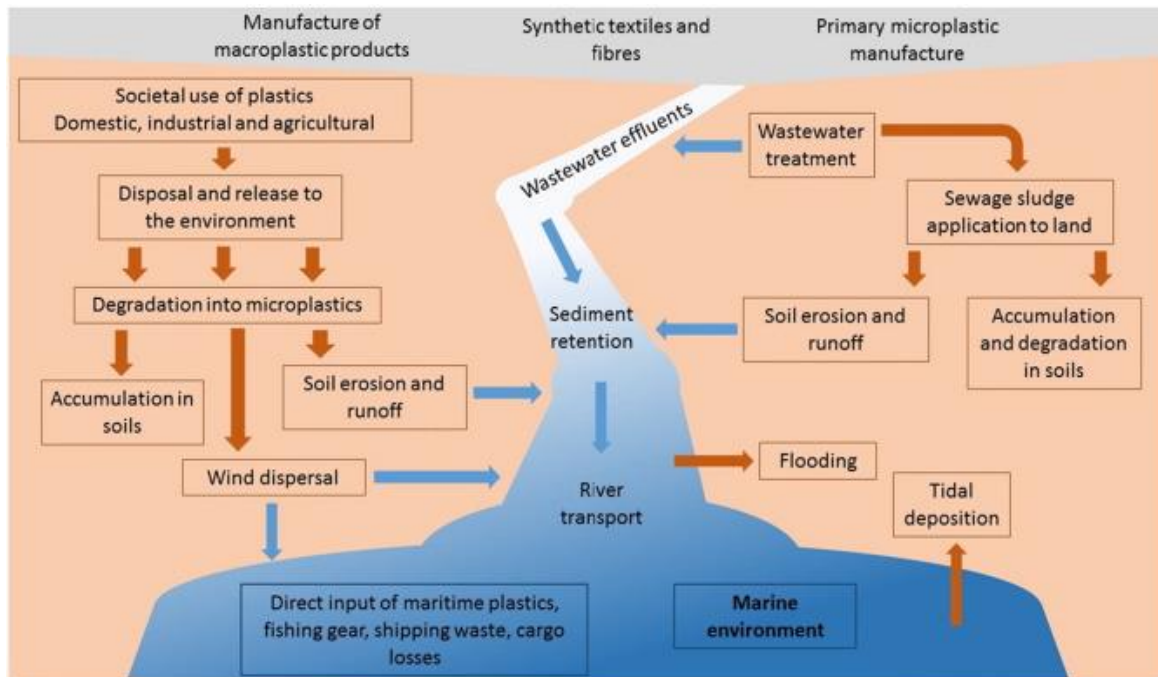 Manufacture of
macroplastic products
Synthetic textiles and
fibres
Primary microplastic
manufacture
Societal use of plastics
Domestic, industrial and agricultural
Disposal and release to
the environment
Degradation into microplastics
Accumulation in
soils
Soil erosion and
runoff
Wind dispersal
Wastewater effluents
Sediment
retention
River
transport
Wastewater
treatment
Sewage sludge
application to land
Soil erosion and
runoff
Accumulation
and degradation
in soils
Flooding
Tidal
deposition
Direct input of maritime plastics,
fishing gear, shipping waste, cargo
losses
Marine
environment